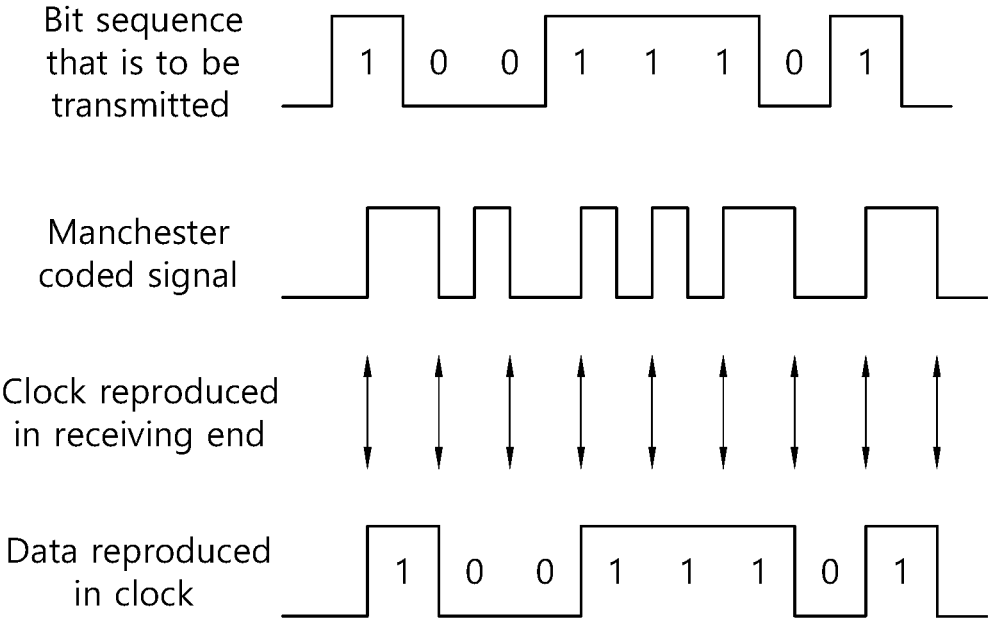 Bit sequence
that is to be
transmitted
1 0 0 1 1 1 0 1
Manchester
coded signal
Clock reproduced
in receiving end
Data reproduced
in clock
1 0 0 1 1 1 0 1